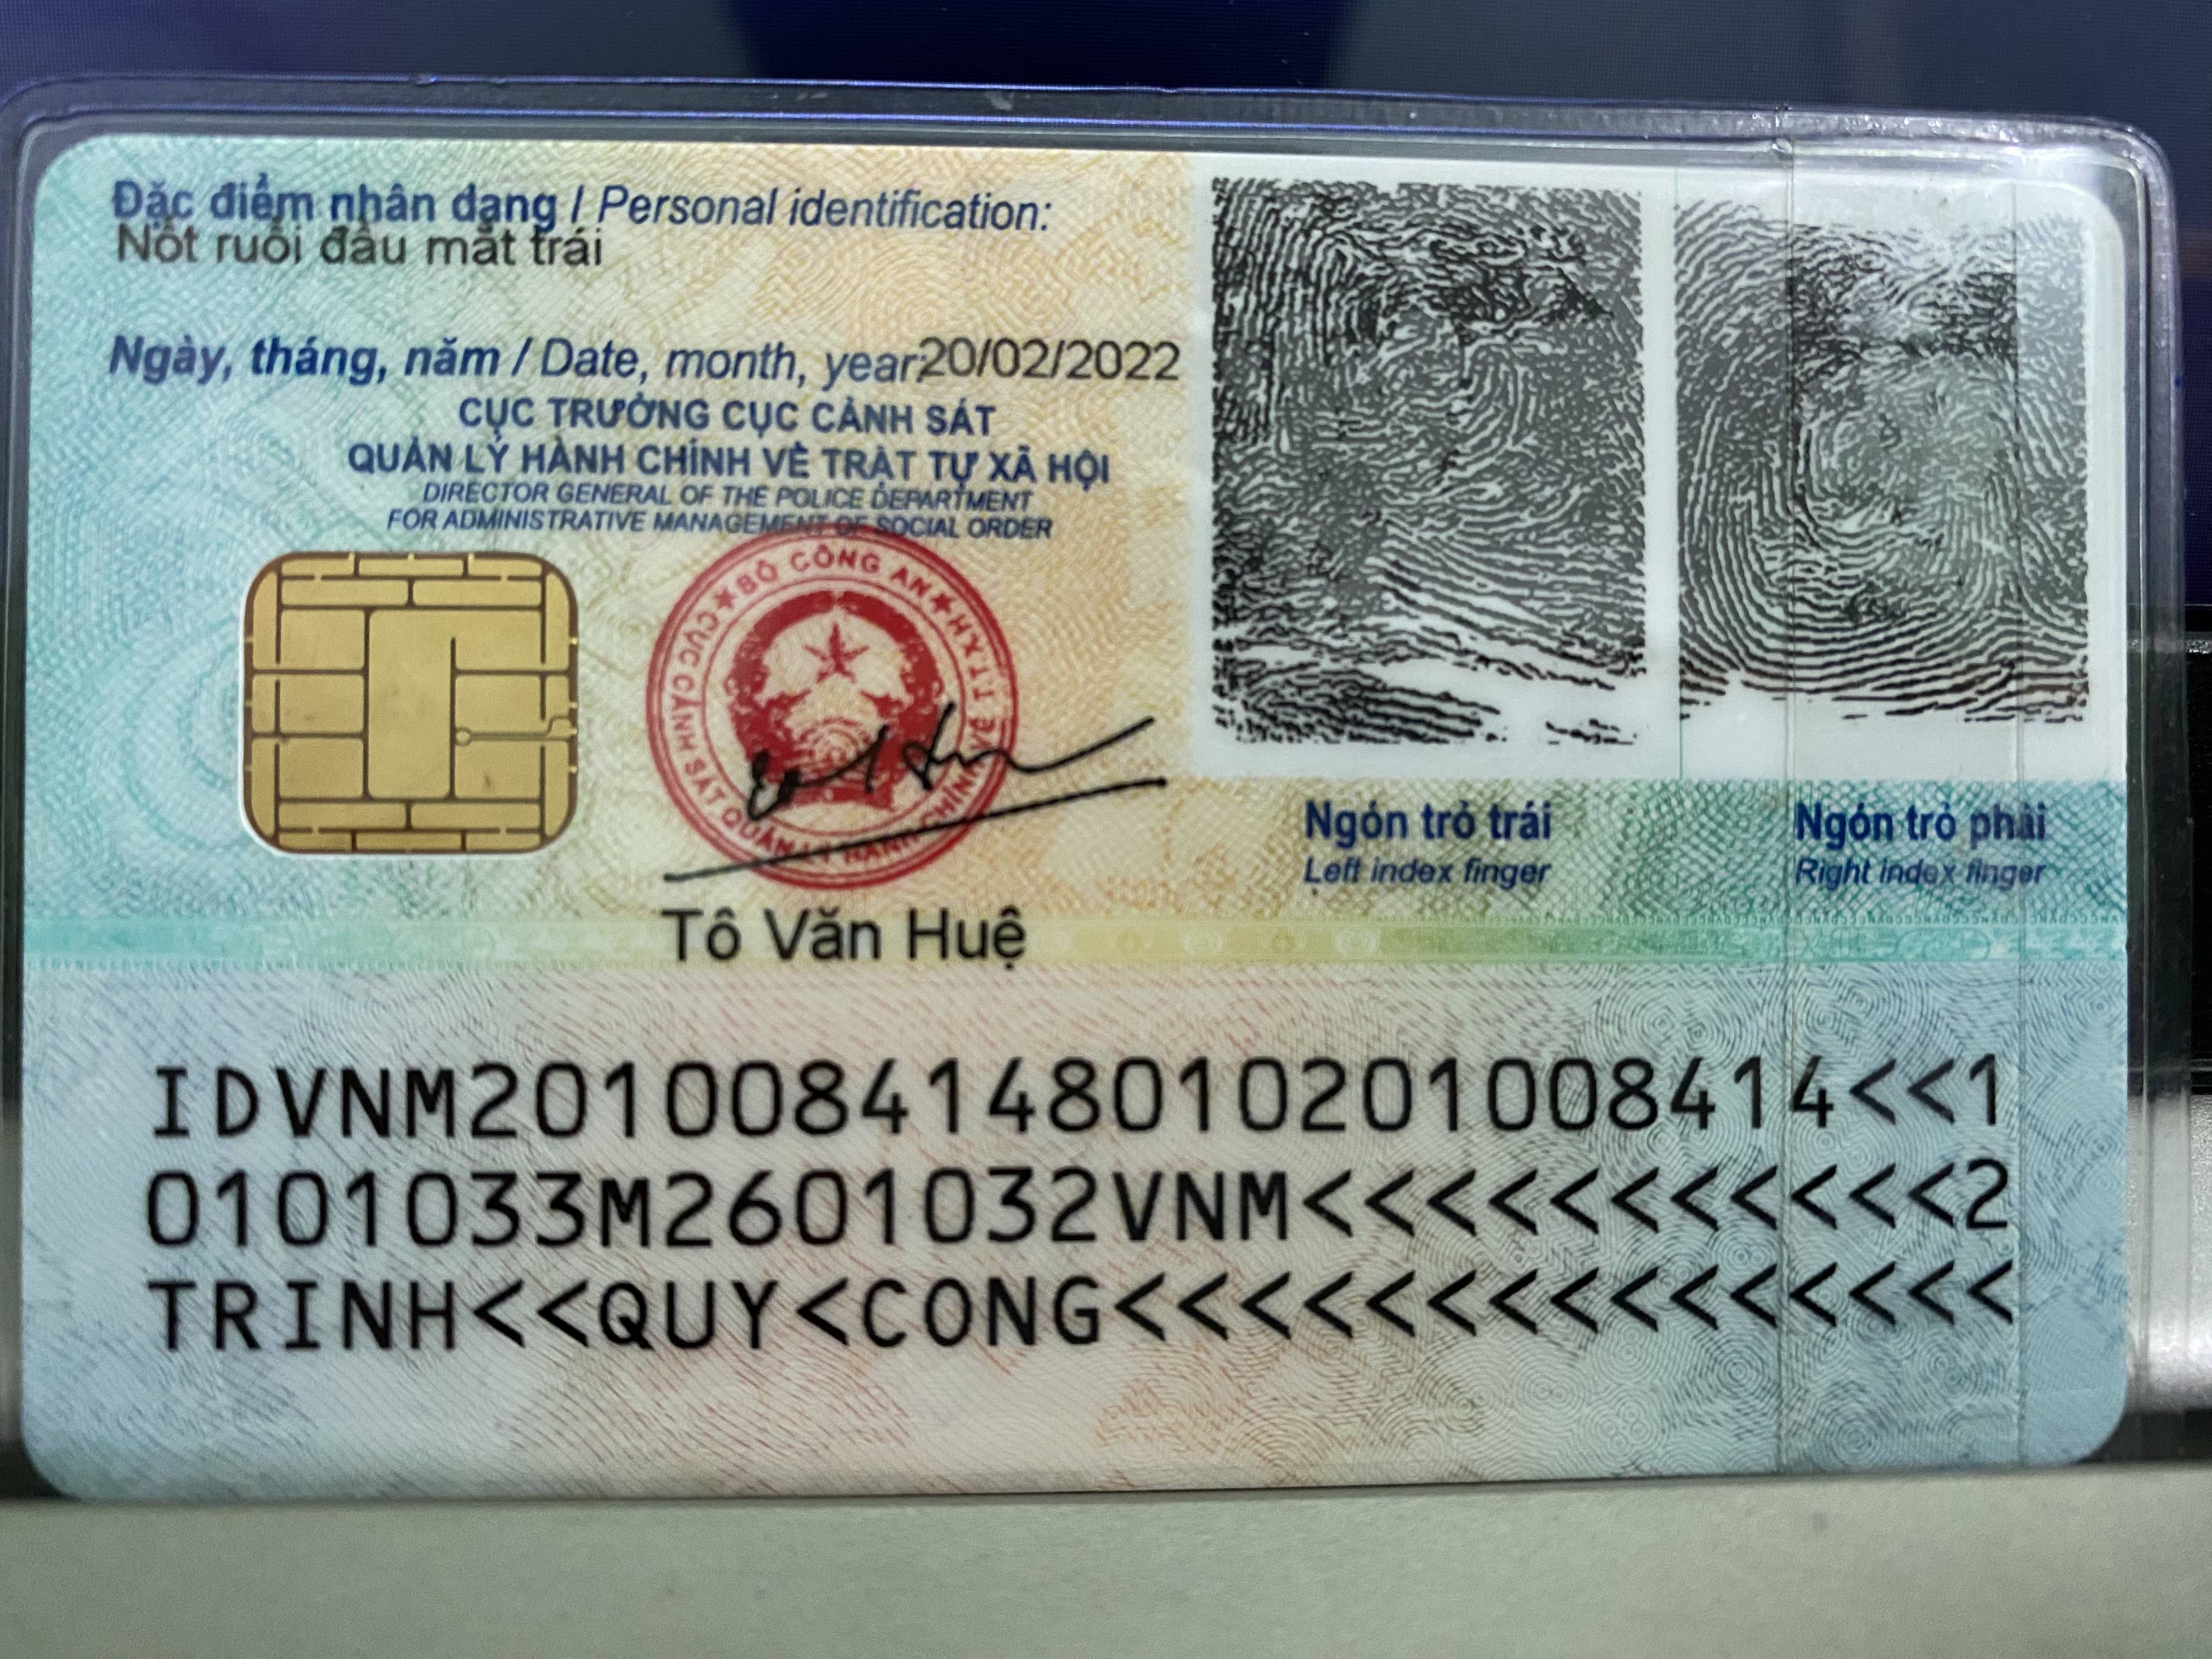 Đặc điểm nhân dạng / Personal identification:
Nốt ruồi đầu mắt trái
Ngày, tháng, năm / Date, month, year: 20/02/2022
CỤC TRƯỞNG CỤC CẢNH SÁT
QUẢN LÝ HÀNH CHÍNH VỀ TRẬT TỰ XÃ HỘI
DIRECTOR GENERAL OF THE POLICE DEPARTMENT
FOR ADMINISTRATIVE MANAGEMENT OF SOCIAL ORDER
BỘ CÔNG AN
CỤC CẢNH SÁT QUẢN LÝ HÀNH CHÍNH VỀ TTXH
Tô Văn Huệ
Ngón trỏ trái
Left index finger
Ngón trỏ phải
Right index finger
IDVNM2010084148010201008414<<1
0101033M2601032VNM<<<<<<<<<<<2
TRINH<<QUY<CONG<<<<<<<<<<<<<<<